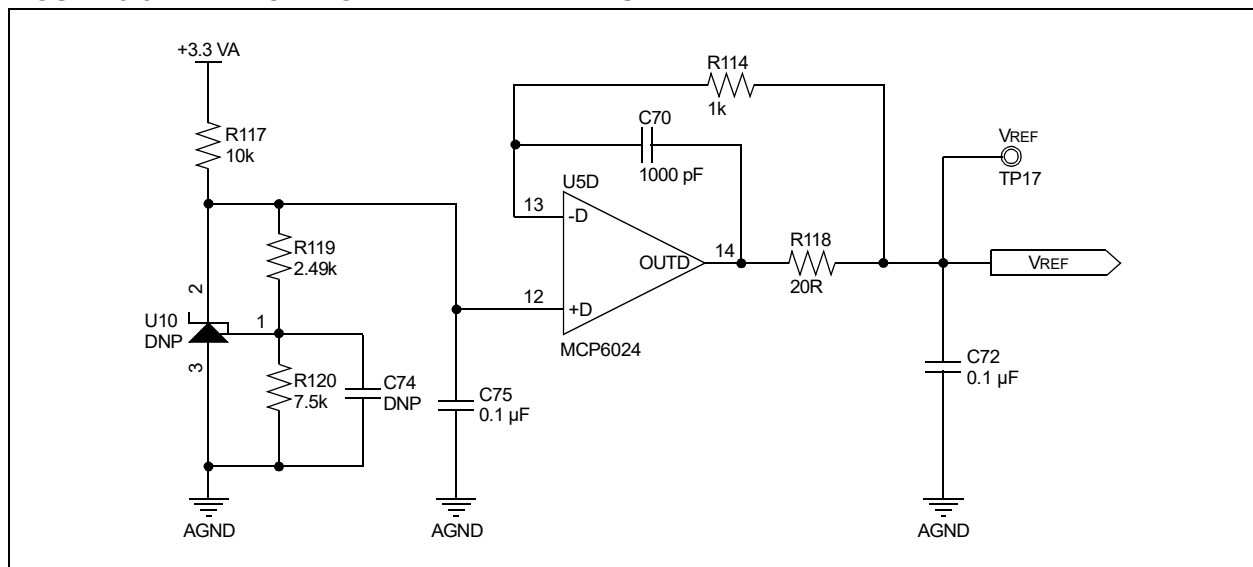 +3.3 VA
R117
10k
R119
2.49k
2
U10
DNP
1
3
R120
7.5k
C74
DNP
C75
0.1 µF
AGND
AGND
R114
1k
C70
1000 pF
U5D
13
-D
OUTD
14
12
+D
MCP6024
R118
20R
VREF
TP17
VREF
C72
0.1 µF
AGND